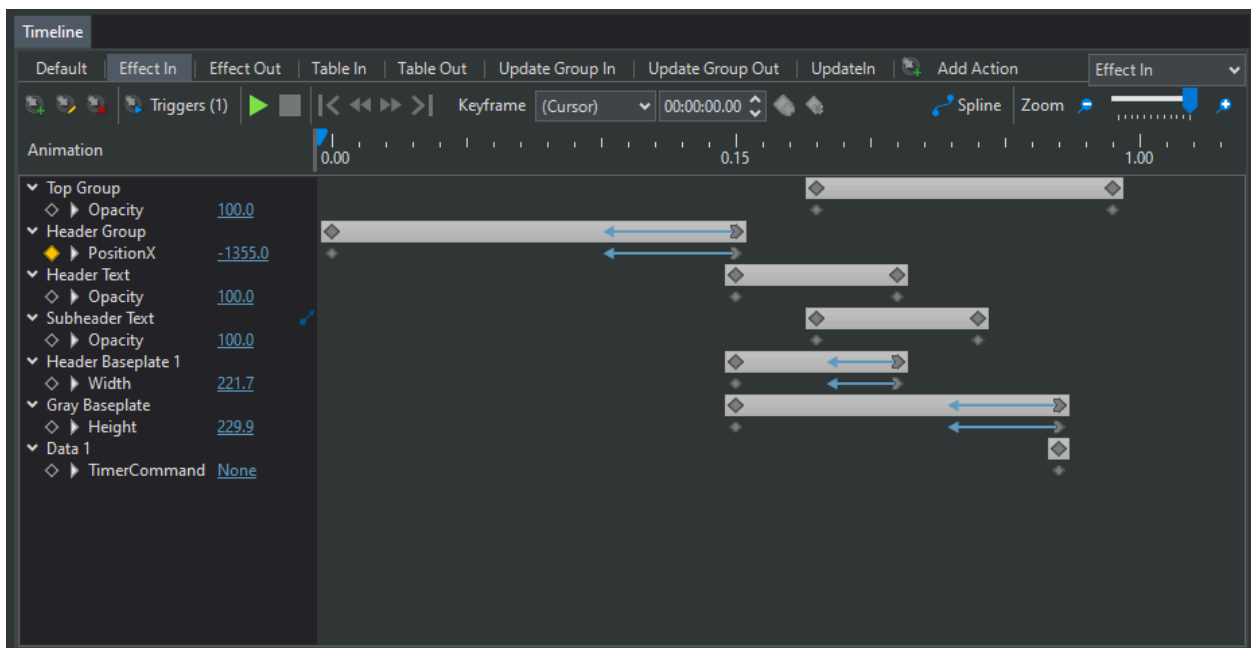 Timeline
Default | Effect In | Effect Out | Table In | Table Out | Update Group In | Update Group Out | UpdateIn | Add Action Effect In
Triggers (1) Keyframe (Cursor) 00:00:00.00 Spline Zoom
Animation 0.00 0.15 1.00
Top Group
Opacity 100.0
Header Group
PositionX -1355.0
Header Text
Opacity 100.0
Subheader Text
Opacity 100.0
Header Baseplate 1
Width 221.7
Gray Baseplate
Height 229.9
Data 1
TimerCommand None